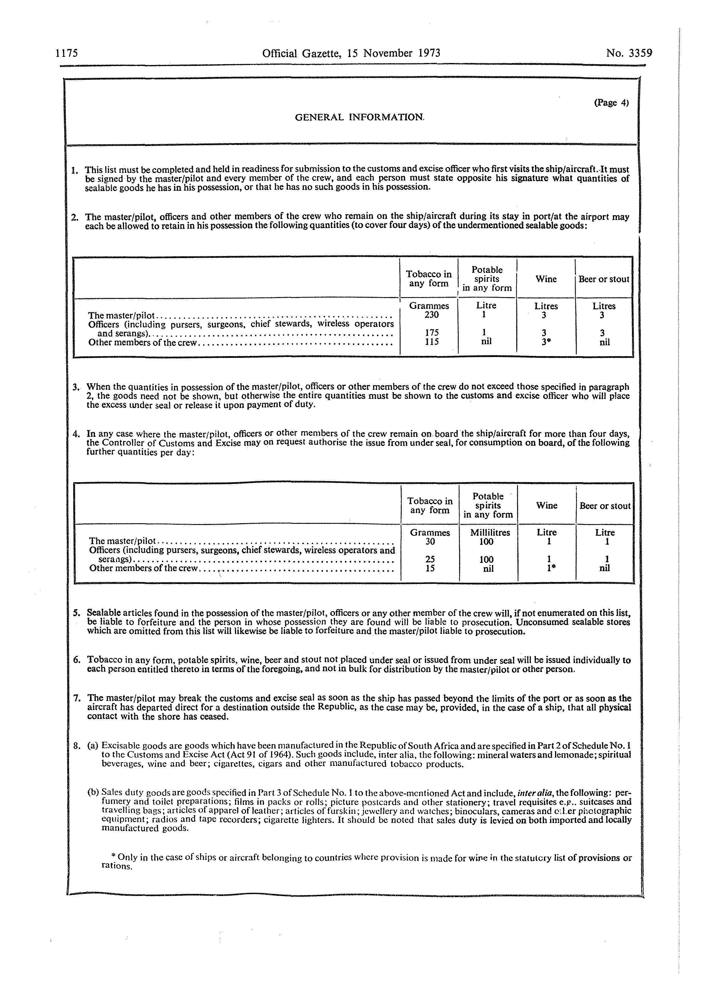 1175 Official Gazette, 15 November 1973 No. 3359
(Page 4)
GENERAL INFORMATION.
1. This list must be completed and held in readiness for submission to the customs and excise officer who first visits the ship/aircraft. It must
be signed by the master/pilot and every member of the crew, and each person must state opposite his signature what quantities of
sealable goods he has in his possession, or that he has no such goods in his possession.
2. The master/pilot, officers and other members of the crew who remain on the ship/aircraft during its stay in port/at the airport may
each be allowed to retain in his possession the following quantities (to cover four days) of the undermentioned sealable goods:
Tobacco in any form Potable spirits in any form Wine Beer or stout
Grammes Litre Litres Litres
The master/pilot 230 1 3 3
Officers (including pursers, surgeons, chief stewards, wireless operators
and serangs) 175 1 3 3
Other members of the crew 115 nil 3* nil
3. When the quantities in possession of the master/pilot, officers or other members of the crew do not exceed those specified in paragraph
2, the goods need not be shown, but otherwise the entire quantities must be shown to the customs and excise officer who will place
the excess under seal or release it upon payment of duty.
4. In any case where the master/pilot, officers or other members of the crew remain on board the ship/aircraft for more than four days,
the Controller of Customs and Excise may on request authorise the issue from under seal, for consumption on board, of the following
further quantities per day:
Tobacco in any form Potable spirits in any form Wine Beer or stout
Grammes Millilitres Litre Litre
The master/pilot 30 100 1 1
Officers (including pursers, surgeons, chief stewards, wireless operators and
serangs) 25 100 1 1
Other members of the crew 15 nil 1* nil
5. Sealable articles found in the possession of the master/pilot, officers or any other member of the crew will, if not enumerated on this list,
be liable to forfeiture and the person in whose possession they are found will be liable to prosecution. Unconsumed sealable stores
which are omitted from this list will likewise be liable to forfeiture and the master/pilot liable to prosecution.
6. Tobacco in any form, potable spirits, wine, beer and stout not placed under seal or issued from under seal will be issued individually to
each person entitled thereto in terms of the foregoing, and not in bulk for distribution by the master/pilot or other person.
7. The master/pilot may break the customs and excise seal as soon as the ship has passed beyond the limits of the port or as soon as the
aircraft has departed direct for a destination outside the Republic, as the case may be, provided, in the case of a ship, that all physical
contact with the shore has ceased.
8. (a) Excisable goods are goods which have been manufactured in the Republic of South Africa and are specified in Part 2 of Schedule No. 1
to the Customs and Excise Act (Act 91 of 1964). Such goods include, inter alia, the following: mineral waters and lemonade; spiritual
beverages, wine and beer; cigarettes, cigars and other manufactured tobacco products.
(b) Sales duty goods are goods specified in Part 3 of Schedule No. 1 to the above-mentioned Act and include, inter alia, the following: per-
fumery and toilet preparations; films in packs or rolls; picture postcards and other stationery; travel requisites e.g.. suitcases and
travelling bags; articles of apparel of leather; articles of furskin; jewellery and watches; binoculars, cameras and other photographic
equipment; radios and tape recorders; cigarette lighters. It should be noted that sales duty is levied on both imported and locally
manufactured goods.
* Only in the case of ships or aircraft belonging to countries where provision is made for wine in the statutory list of provisions or
rations.